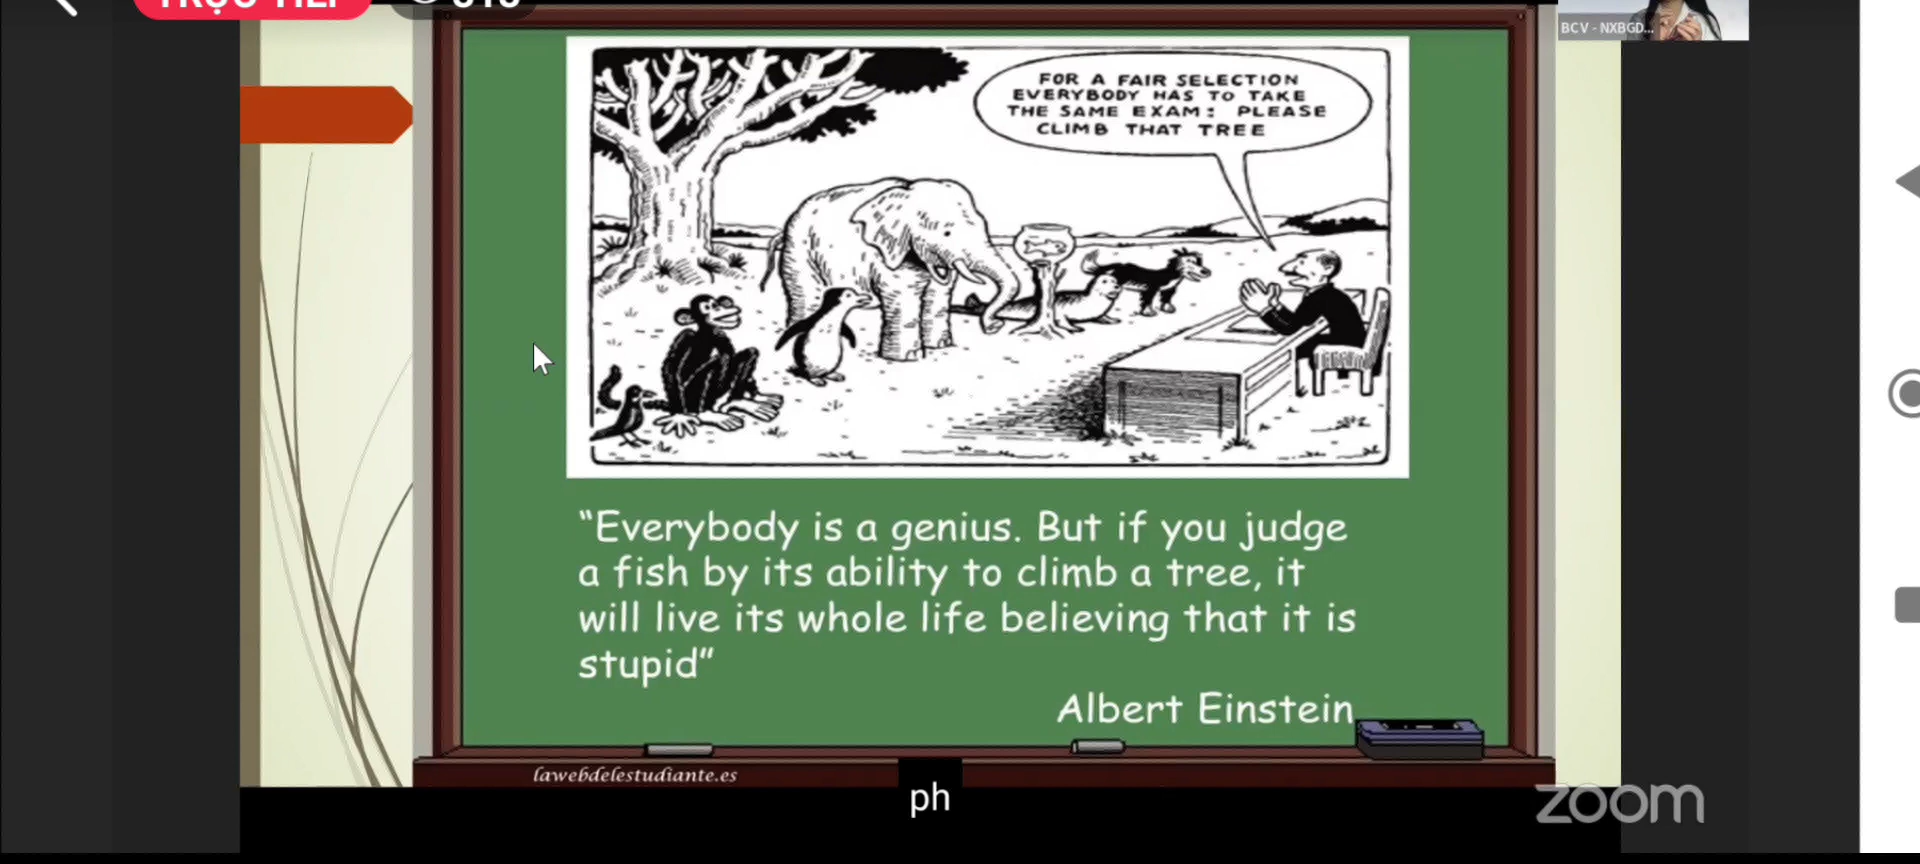 TRỰC TIẾP
BCV - NXBGD...
FOR A FAIR SELECTION
EVERYBODY HAS TO TAKE
THE SAME EXAM: PLEASE
CLIMB THAT TREE
“Everybody is a genius. But if you judge
a fish by its ability to climb a tree, it
will live its whole life believing that it is
stupid”
Albert Einstein
lawebdelestudiante.es
ph
zoom